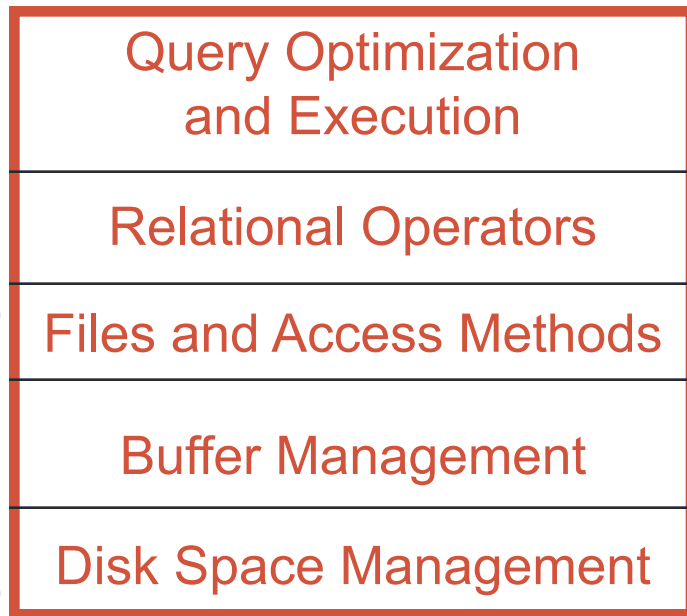 Query Optimization
and Execution
Relational Operators
Files and Access Methods
Buffer Management
Disk Space Management